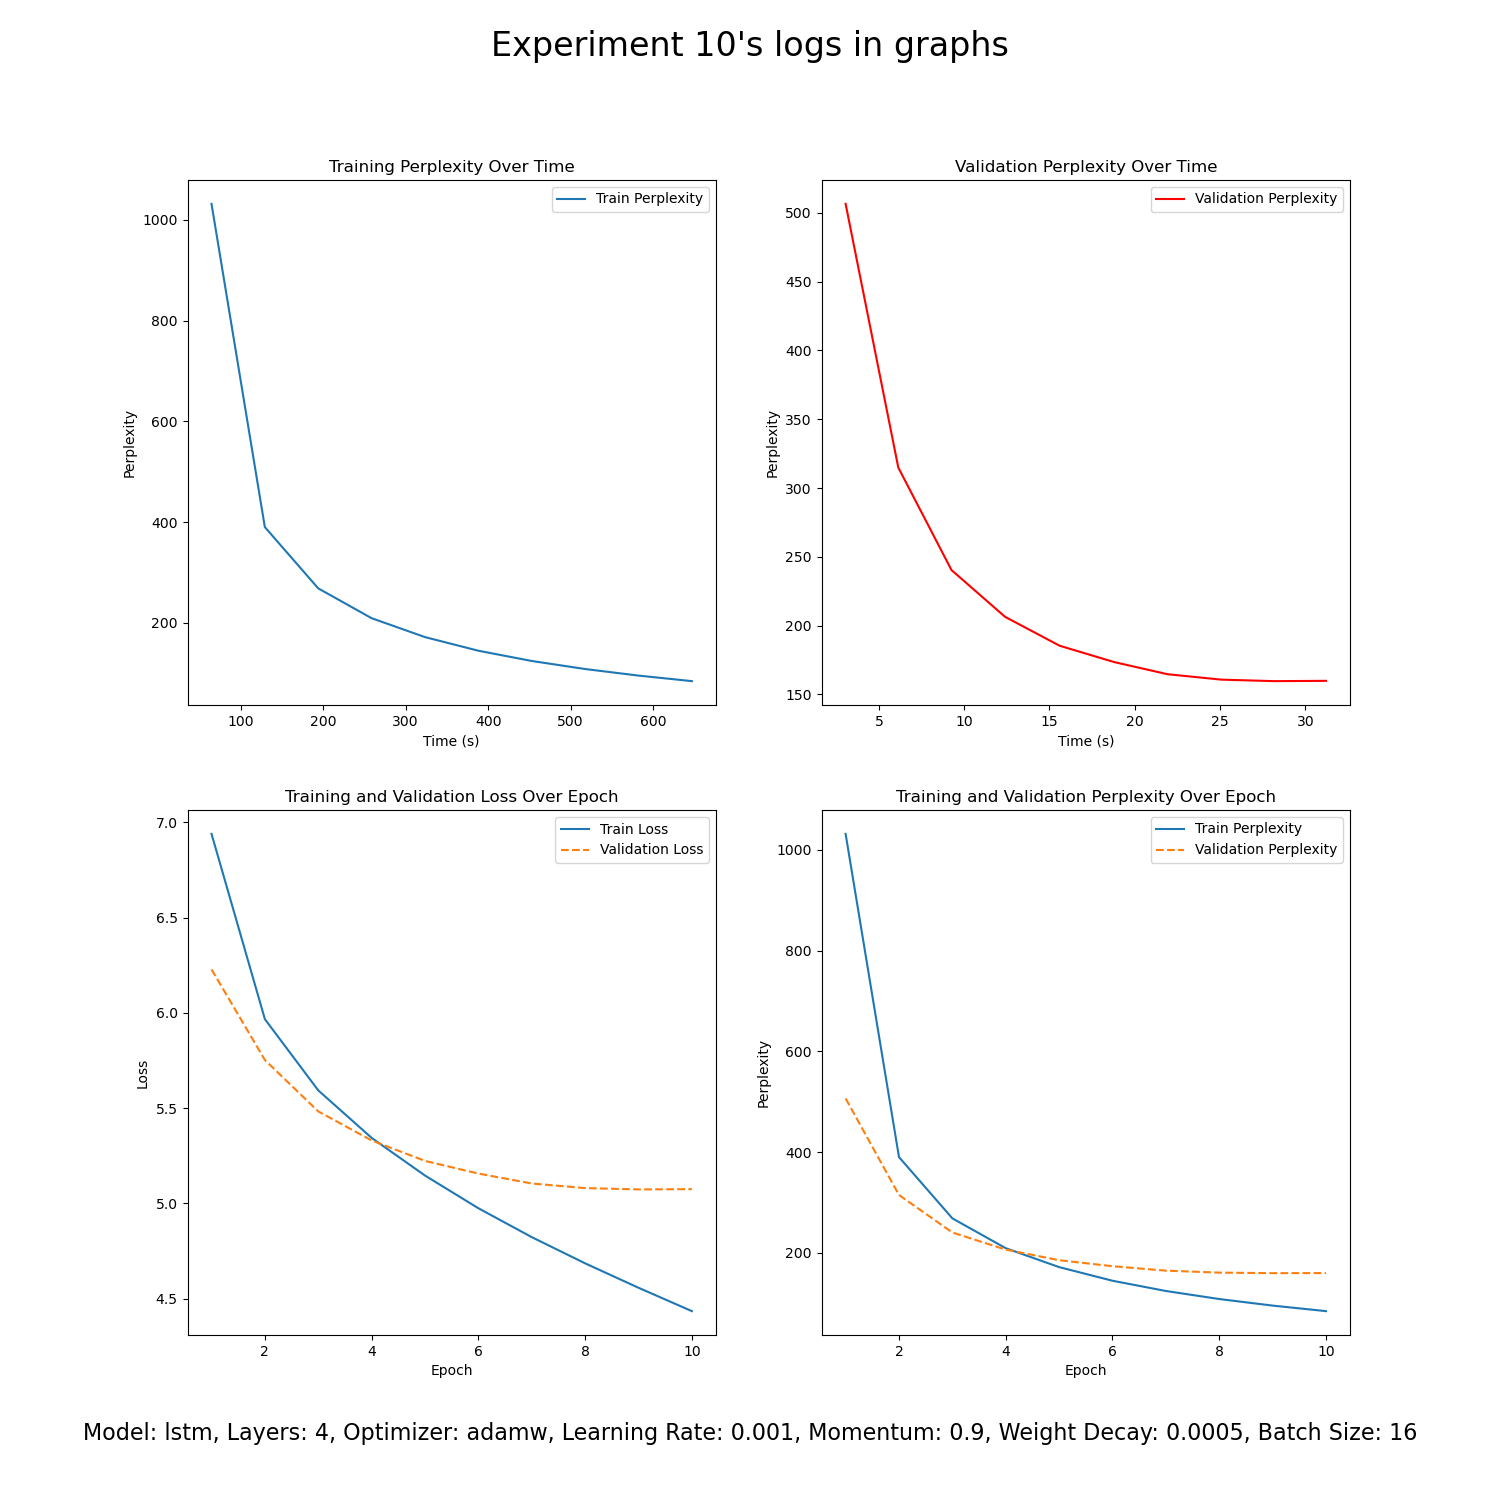 Experiment 10's logs in graphs
Training Perplexity Over Time
Train Perplexity
1000
800
600
400
200
Perplexity
100 200 300 400 500 600
Time (s)
Validation Perplexity Over Time
Validation Perplexity
500
450
400
350
300
250
200
150
Perplexity
5 10 15 20 25 30
Time (s)
Training and Validation Loss Over Epoch
Train Loss
Validation Loss
7.0
6.5
6.0
5.5
5.0
4.5
Loss
2 4 6 8 10
Epoch
Training and Validation Perplexity Over Epoch
Train Perplexity
Validation Perplexity
1000
800
600
400
200
Perplexity
2 4 6 8 10
Epoch
Model: lstm, Layers: 4, Optimizer: adamw, Learning Rate: 0.001, Momentum: 0.9, Weight Decay: 0.0005, Batch Size: 16